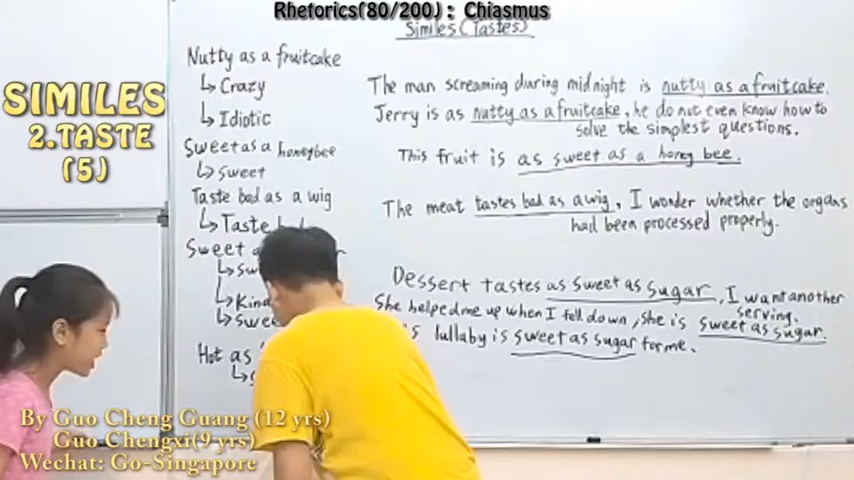 Rhetorics(80/200) : Chiasmus
Similes (Tastes)
SIMILES
2.TASTE
(5)
Nutty as a fruitcake
↳ Crazy
↳ Idiotic
Sweet as a honeybee
↳ Sweet
Taste bad as a wig
↳ Taste
Sweet
Hot as
The man screaming during midnight is nutty as a fruitcake.
Jerry is as nutty as a fruitcake, he do not even know how to
solve the simplest questions.
This fruit is as sweet as a honey bee.
The meat tastes bad as a wig, I wonder whether the organs
had been processed properly.
Dessert tastes as sweet as sugar, I want another
serving.
She helped me up when I fell down, she is sweet as sugar.
lullaby is sweet as sugar for me.
By Guo Cheng Guang (12 yrs)
Guo Chengxi(9 yrs)
Wechat: Go-Singapore